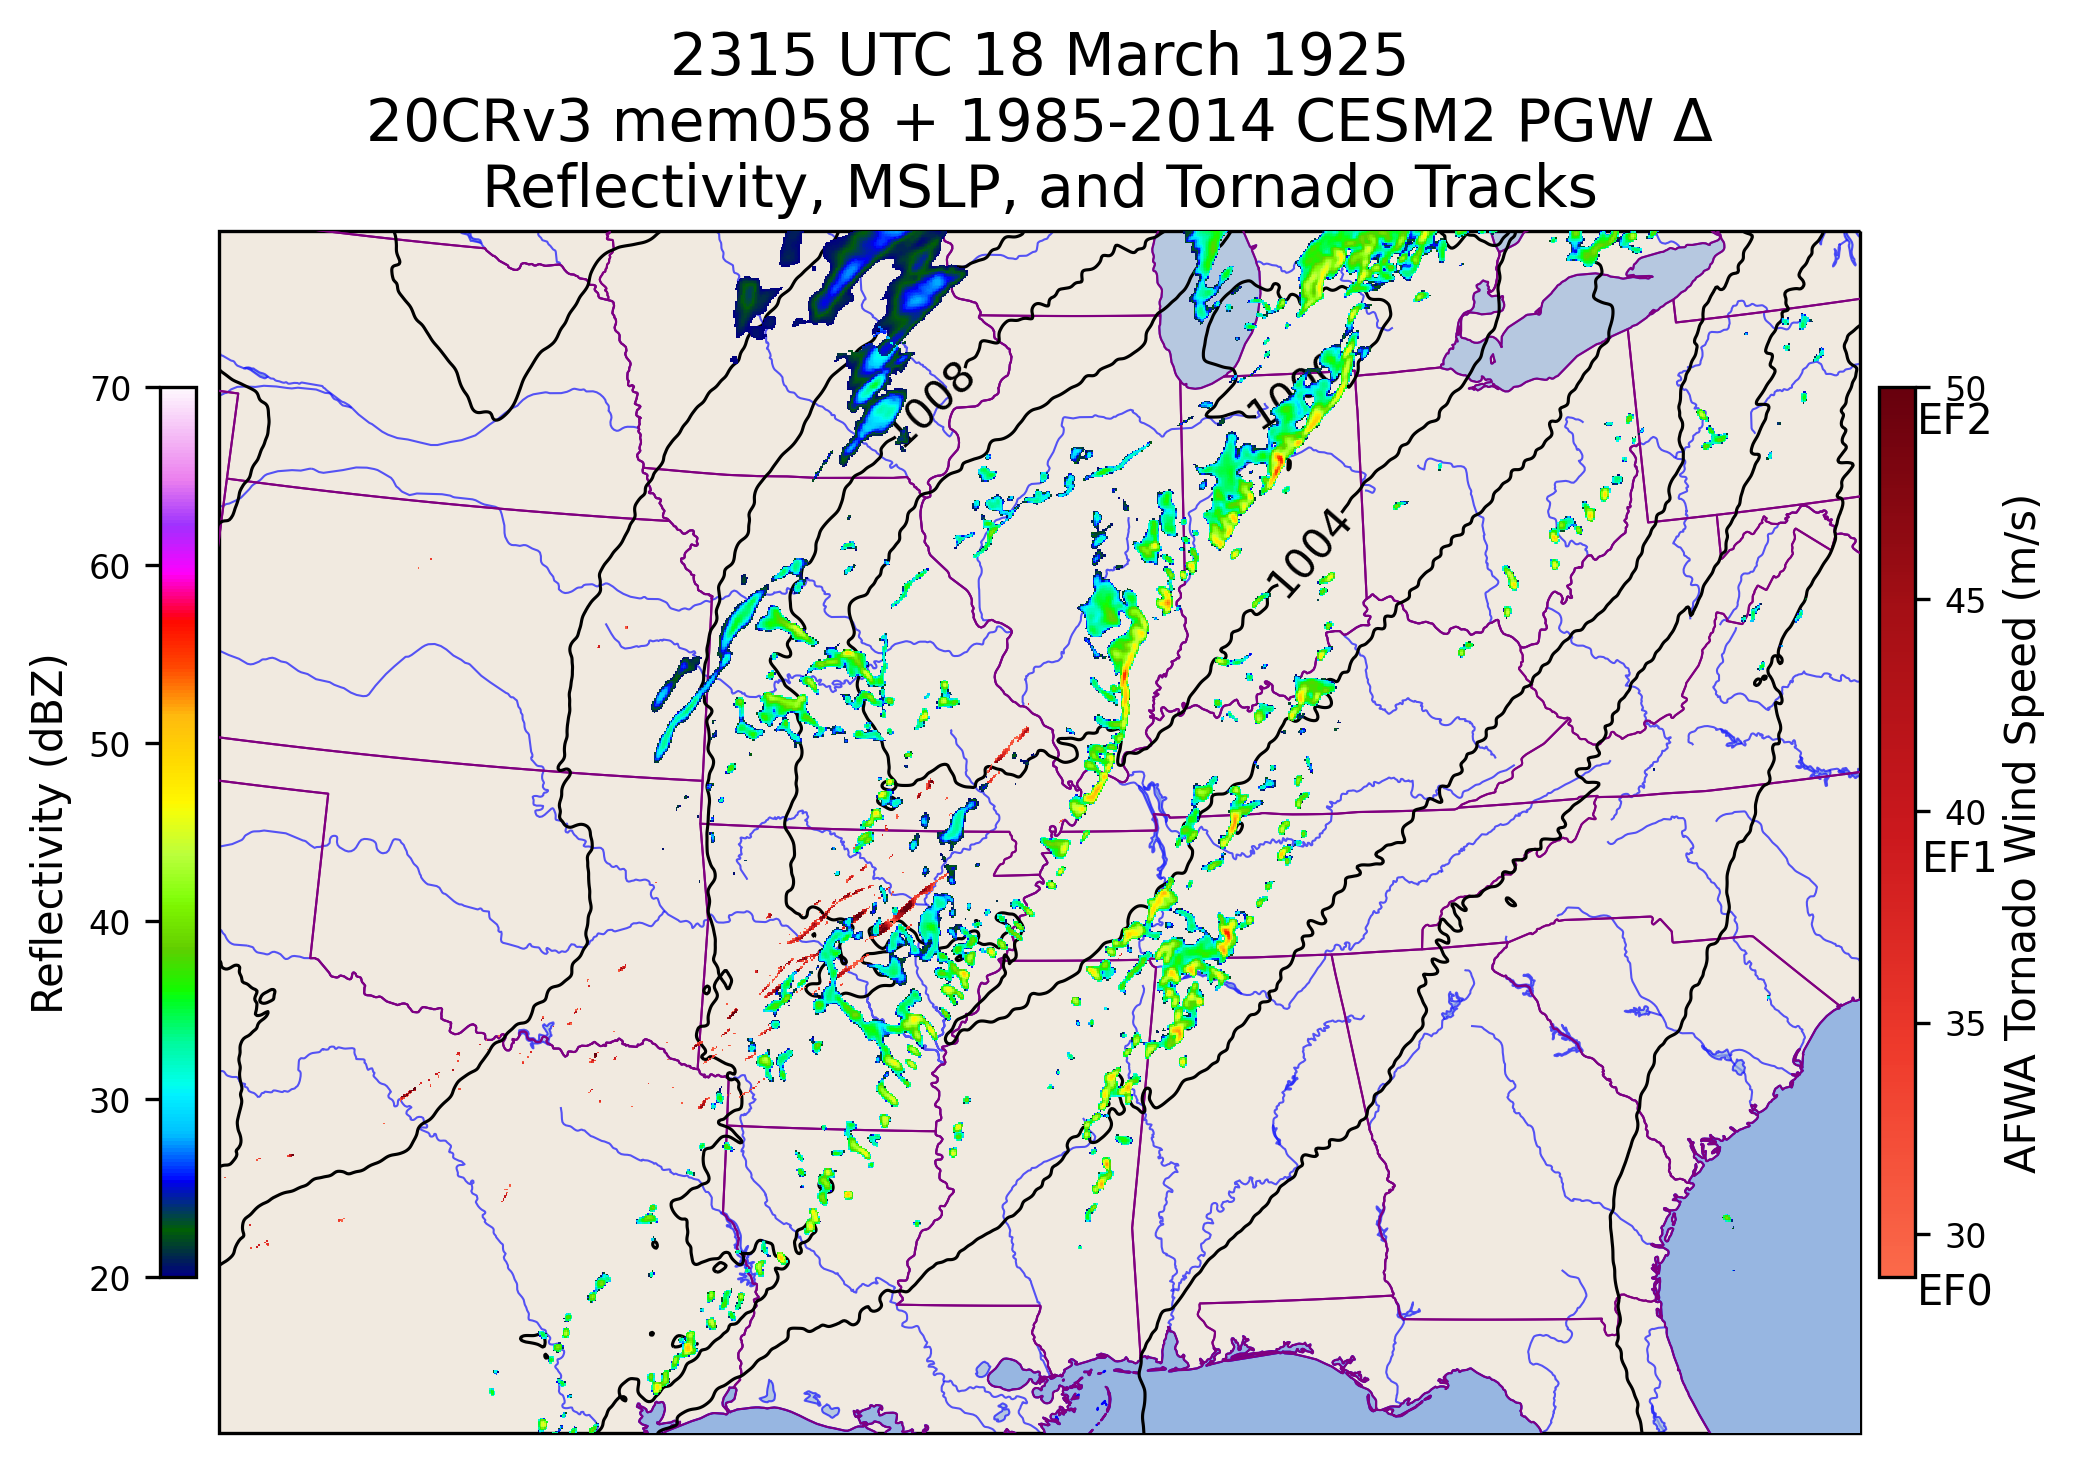 2315 UTC 18 March 1925
20CRv3 mem058 + 1985-2014 CESM2 PGW Δ
Reflectivity, MSLP, and Tornado Tracks
Reflectivity (dBZ)
70
60
50
40
30
20
1008
1004
50
EF2
45
40
EF1
35
30
EF0
AFWA Tornado Wind Speed (m/s)